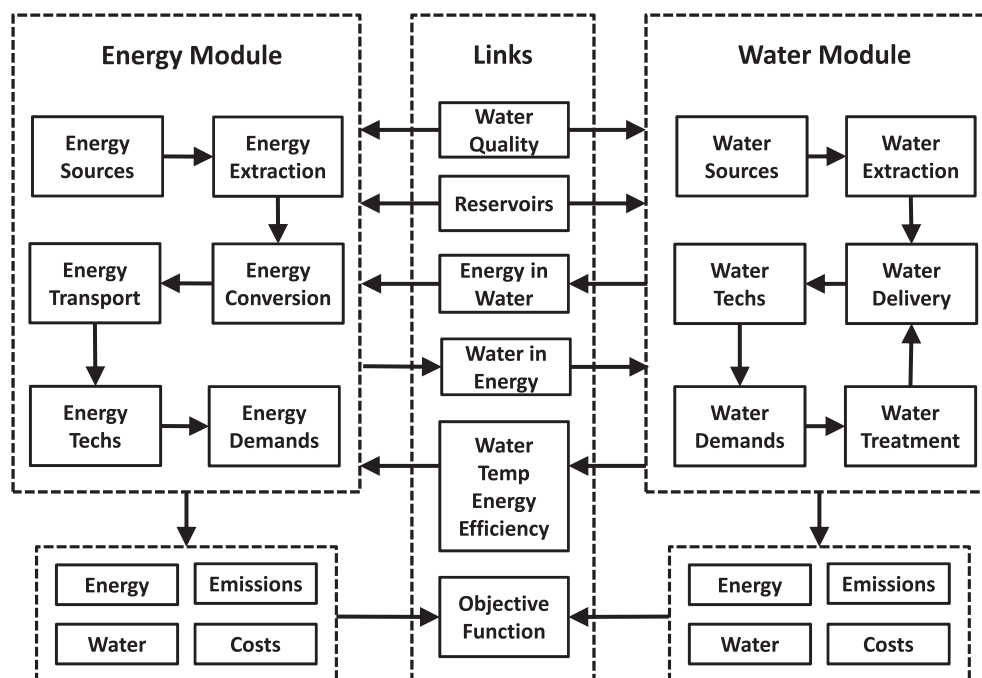 Energy Module
Energy
Sources
Energy
Extraction
Energy
Transport
Energy
Conversion
Energy
Techs
Energy
Demands
Energy
Emissions
Water
Costs
Links
Water
Quality
Reservoirs
Energy in
Water
Water in
Energy
Water
Temp
Energy
Efficiency
Objective
Function
Water Module
Water
Sources
Water
Extraction
Water
Techs
Water
Delivery
Water
Demands
Water
Treatment
Energy
Emissions
Water
Costs